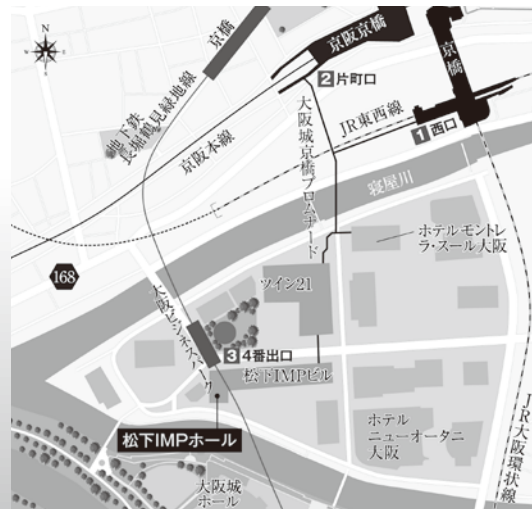 N
W
E
S
京橋
京阪京橋
京橋
2 片町口
1 西口
JR東西線
地下鉄
長堀鶴見緑地線
京阪本線
大阪城京橋プロムナード
寝屋川
ホテルモントレ
ラ・スール大阪
168
ツイン21
大阪ビジネスパーク
3 4番出口
松下IMPビル
松下IMPホール
ホテル
ニューオータニ
大阪
大阪城
ホール
JR大阪環状線